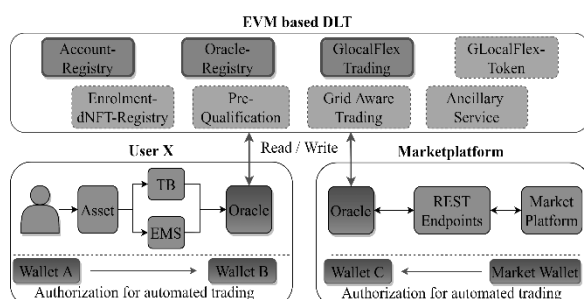 EVM based DLT
Account-
Registry
Oracle-
Registry
GlocalFlex
Trading
GLocalFlex-
Token
Enrolment-
dNFT-Registry
Pre-
Qualification
Grid Aware
Trading
Ancillary
Service
Read / Write
User X
Asset
TB
EMS
Oracle
Wallet A
Wallet B
Authorization for automated trading
Marketplatform
Oracle
REST
Endpoints
Market
Platform
Wallet C
Market Wallet
Authorization for automated trading